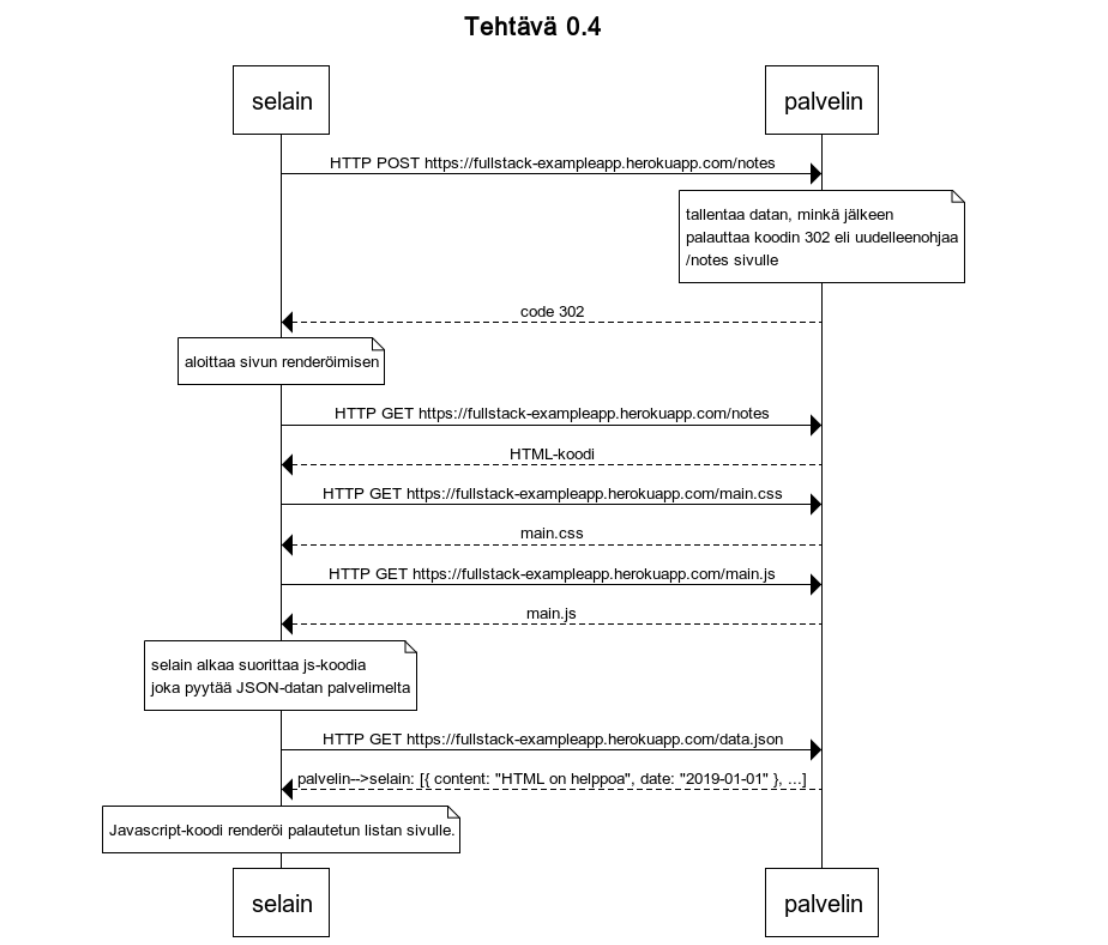 Tehtävä 0.4
selain
palvelin
HTTP POST https://fullstack-exampleapp.herokuapp.com/notes
tallentaa datan, minkä jälkeen
palauttaa koodin 302 eli uudelleenohjaa
/notes sivulle
code 302
aloittaa sivun renderöimisen
HTTP GET https://fullstack-exampleapp.herokuapp.com/notes
HTML-koodi
HTTP GET https://fullstack-exampleapp.herokuapp.com/main.css
main.css
HTTP GET https://fullstack-exampleapp.herokuapp.com/main.js
main.js
selain alkaa suorittaa js-koodia
joka pyytää JSON-datan palvelimelta
HTTP GET https://fullstack-exampleapp.herokuapp.com/data.json
palvelin-->selain: [{ content: "HTML on helppoa", date: "2019-01-01" }, ...]
Javascript-koodi renderöi palautetun listan sivulle.
selain
palvelin